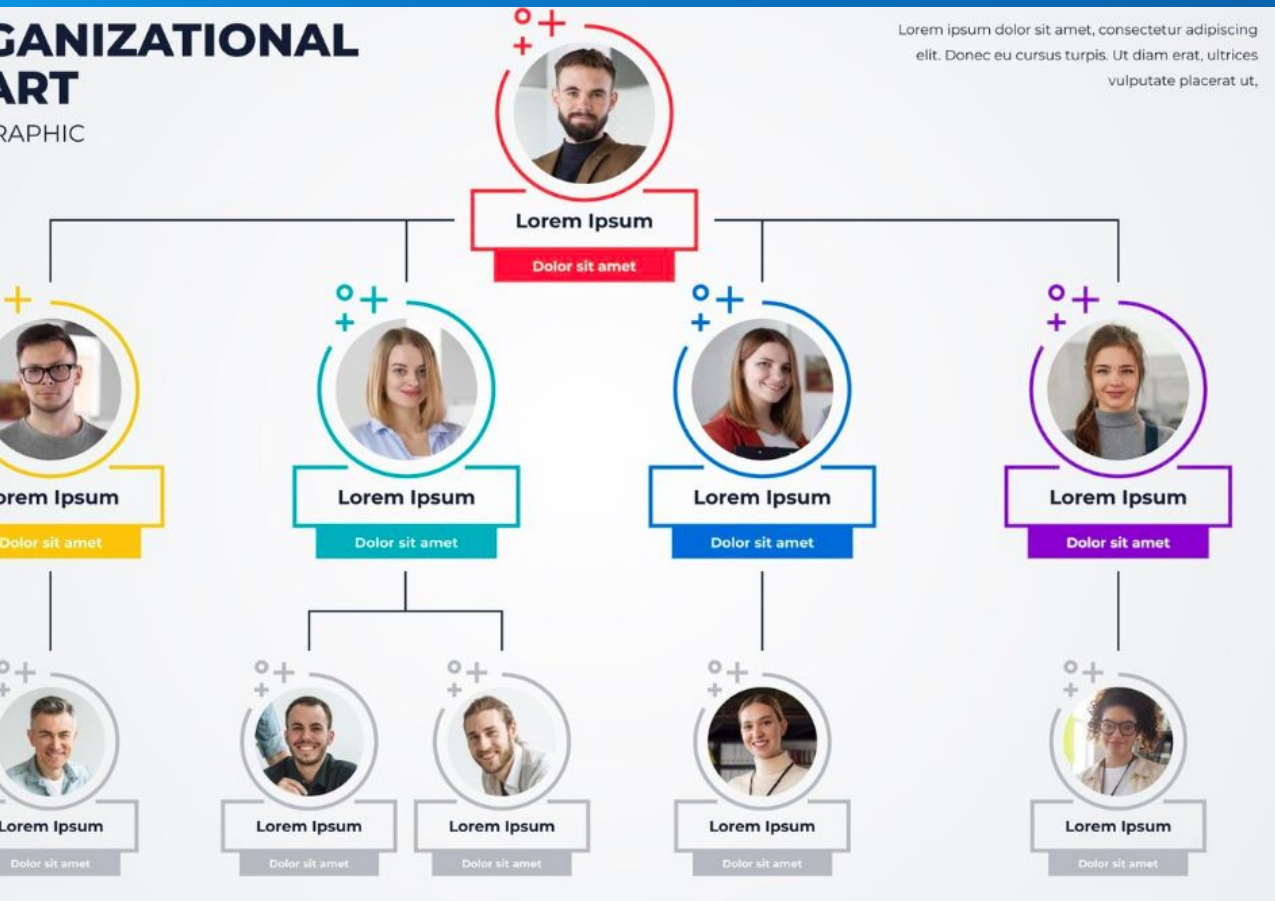 GANIZATIONAL
ART
RAPHIC
Lorem ipsum dolor sit amet, consectetur adipiscing
elit. Donec eu cursus turpis. Ut diam erat, ultrices
vulputate placerat ut,
Lorem Ipsum
Dolor sit amet
orem Ipsum
Lorem Ipsum
Lorem Ipsum
Lorem Ipsum
Dolor sit amet
Dolor sit amet
Dolor sit amet
Dolor sit amet
Lorem Ipsum
Lorem Ipsum
Lorem Ipsum
Lorem Ipsum
Lorem Ipsum
Dolor sit amet
Dolor sit amet
Dolor sit amet
Dolor sit amet
Dolor sit amet